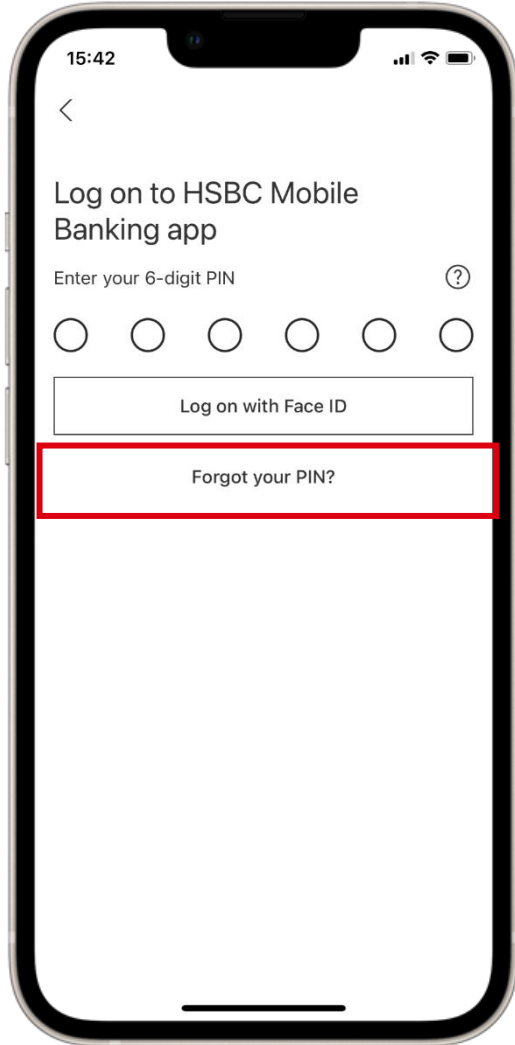 15:42
Log on to HSBC Mobile
Banking app
Enter your 6-digit PIN
?
Log on with Face ID
Forgot your PIN?